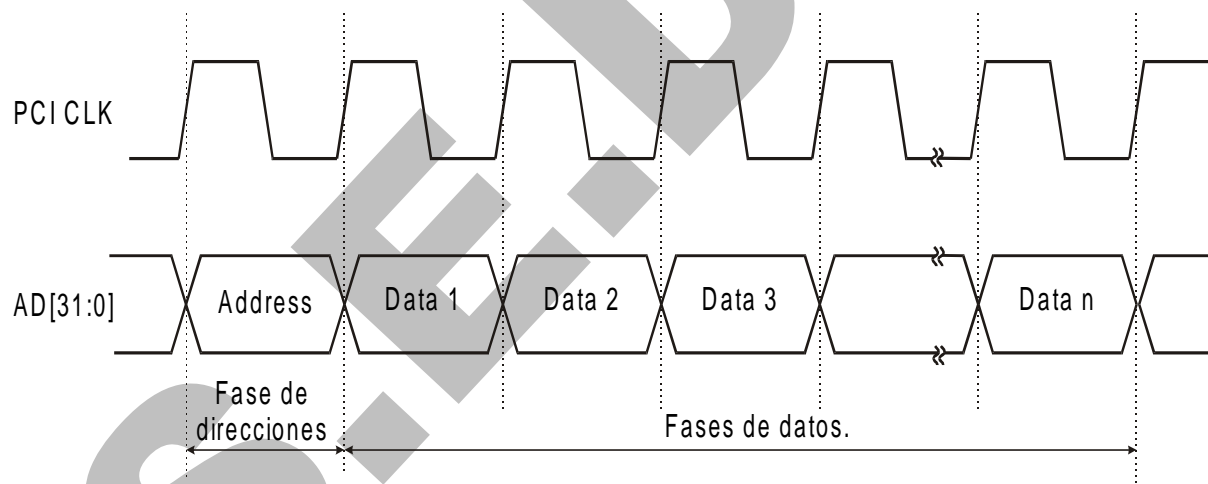 PCI CLK
AD[31:0]
Address
Data 1
Data 2
Data 3
Data n
Fase de
direcciones
Fases de datos.
S.E.D